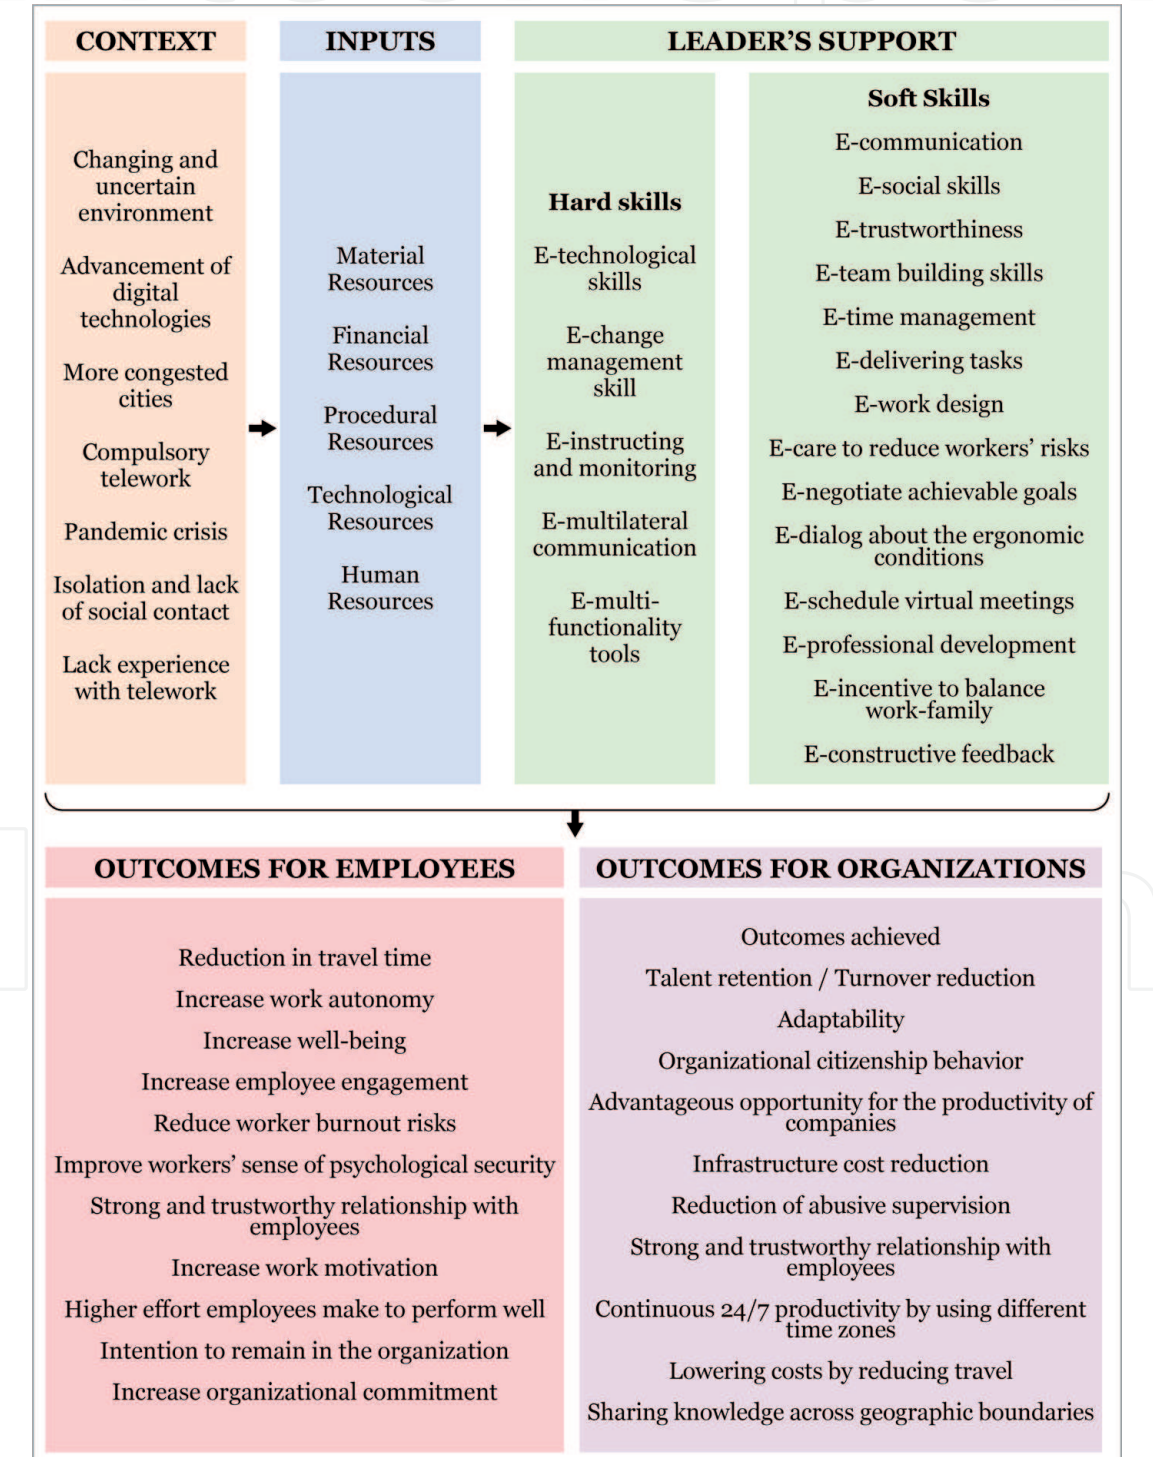 CONTEXT
Changing and
uncertain
environment
Advancement of
digital
technologies
More congested
cities
Compulsory
telework
Pandemic crisis
Isolation and lack
of social contact
Lack experience
with telework
INPUTS
Material
Resources
Financial
Resources
Procedural
Resources
Technological
Resources
Human
Resources
LEADER’S SUPPORT
Hard skills
E-technological
skills
E-change
management
skill
E-instructing
and monitoring
E-multilateral
communication
E-multi-
functionality
tools
Soft Skills
E-communication
E-social skills
E-trustworthiness
E-team building skills
E-time management
E-delivering tasks
E-work design
E-care to reduce workers’ risks
E-negotiate achievable goals
E-dialog about the ergonomic
conditions
E-schedule virtual meetings
E-professional development
E-incentive to balance
work-family
E-constructive feedback
OUTCOMES FOR EMPLOYEES
Reduction in travel time
Increase work autonomy
Increase well-being
Increase employee engagement
Reduce worker burnout risks
Improve workers’ sense of psychological security
Strong and trustworthy relationship with
employees
Increase work motivation
Higher effort employees make to perform well
Intention to remain in the organization
Increase organizational commitment
OUTCOMES FOR ORGANIZATIONS
Outcomes achieved
Talent retention / Turnover reduction
Adaptability
Organizational citizenship behavior
Advantageous opportunity for the productivity of
companies
Infrastructure cost reduction
Reduction of abusive supervision
Strong and trustworthy relationship with
employees
Continuous 24/7 productivity by using different
time zones
Lowering costs by reducing travel
Sharing knowledge across geographic boundaries